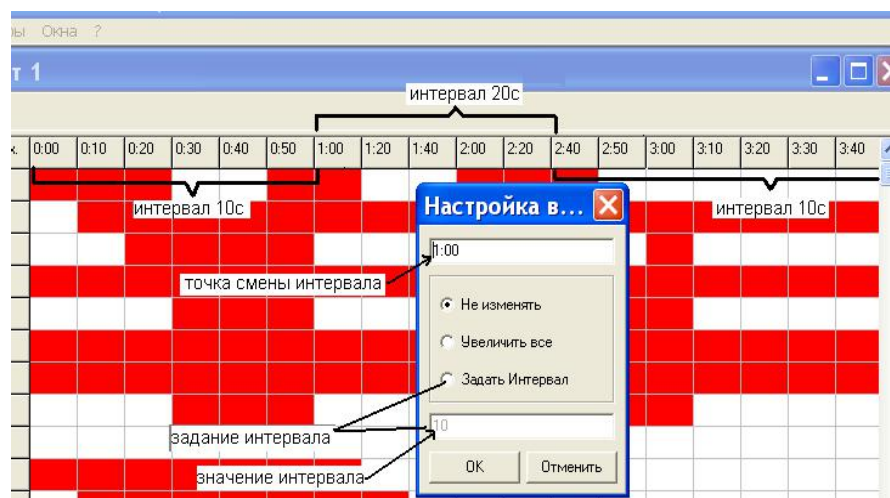 ры Окна ?
т 1
интервал 20с
х. 0:00 0:10 0:20 0:30 0:40 0:50 1:00 1:20 1:40 2:00 2:20 2:40 2:50 3:00 3:10 3:20 3:30 3:40
интервал 10с
интервал 10с
Настройка в...
1:00
точка смены интервала
Не изменять
Увеличить все
Задать Интервал
задание интервала
10
значение интервала
OK Отменить